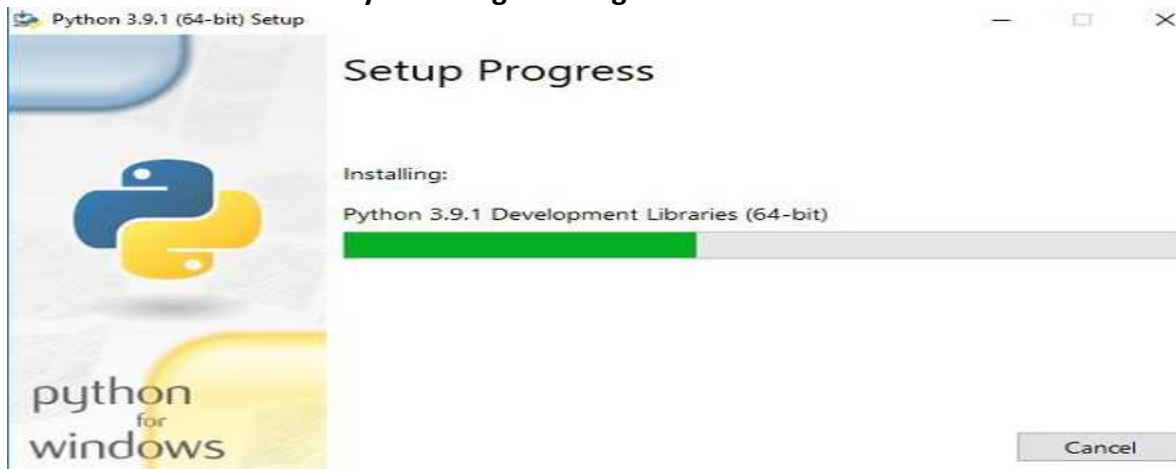 Python 3.9.1 (64-bit) Setup
Setup Progress
Installing:
Python 3.9.1 Development Libraries (64-bit)
python
for
windows
Cancel